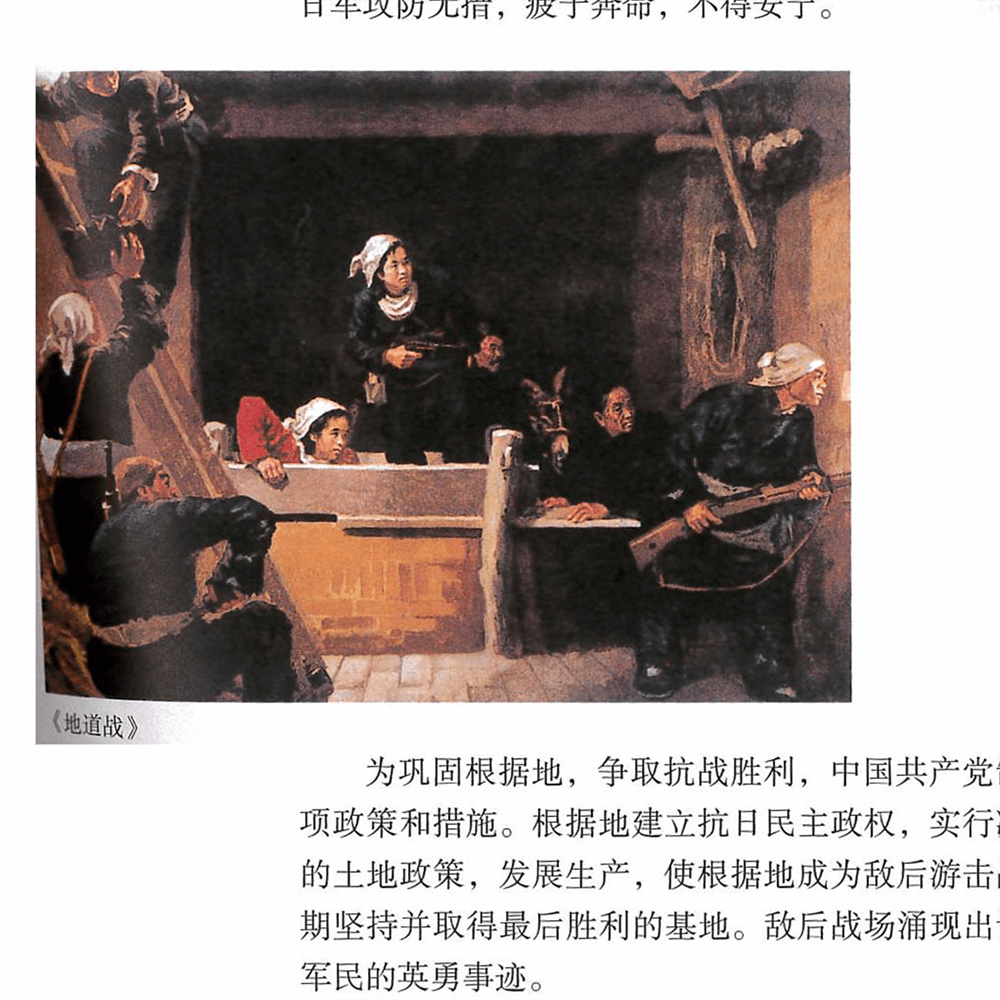 日军攻防无措，疲于奔命，不得安宁。
《地道战》
为巩固根据地，争取抗战胜利，中国共产党
项政策和措施。根据地建立抗日民主政权，实行
的土地政策，发展生产，使根据地成为敌后游击
期坚持并取得最后胜利的基地。敌后战场涌现出
军民的英勇事迹。